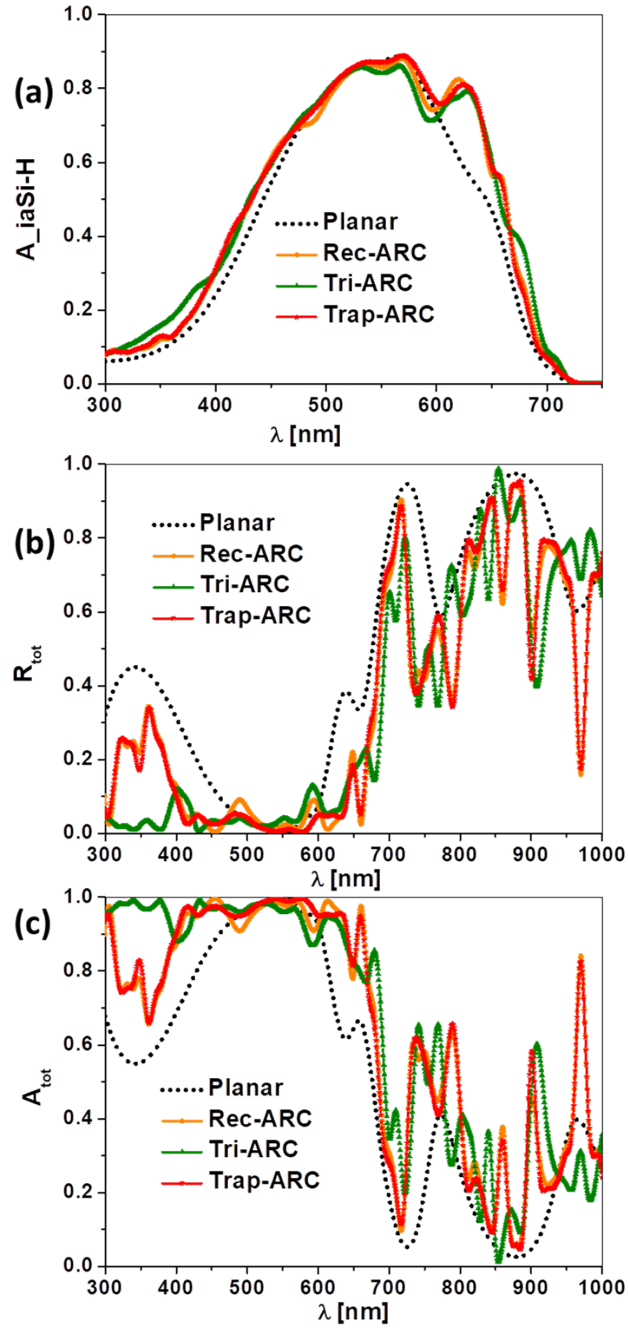 (a)
A_iaSi-H
1.0
0.8
0.6
0.4
0.2
0.0
Planar
Rec-ARC
Tri-ARC
Trap-ARC
300 400 500 600 700
λ [nm]
(b)
R_tot
1.0
0.8
0.6
0.4
0.2
0.0
Planar
Rec-ARC
Tri-ARC
Trap-ARC
300 400 500 600 700 800 900 1000
λ [nm]
(c)
A_tot
1.0
0.8
0.6
0.4
0.2
0.0
Planar
Rec-ARC
Tri-ARC
Trap-ARC
300 400 500 600 700 800 900 1000
λ [nm]